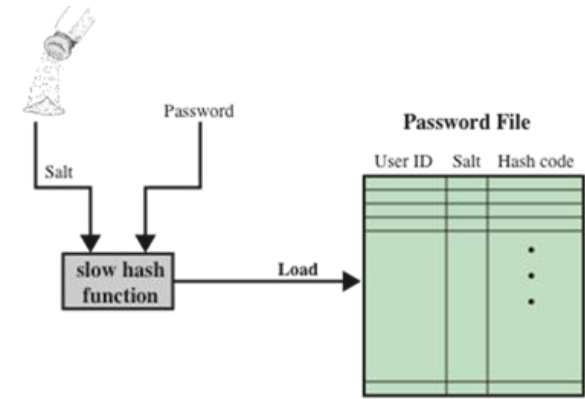 Password
Password File
User ID Salt Hash code
Salt
slow hash
function
Load